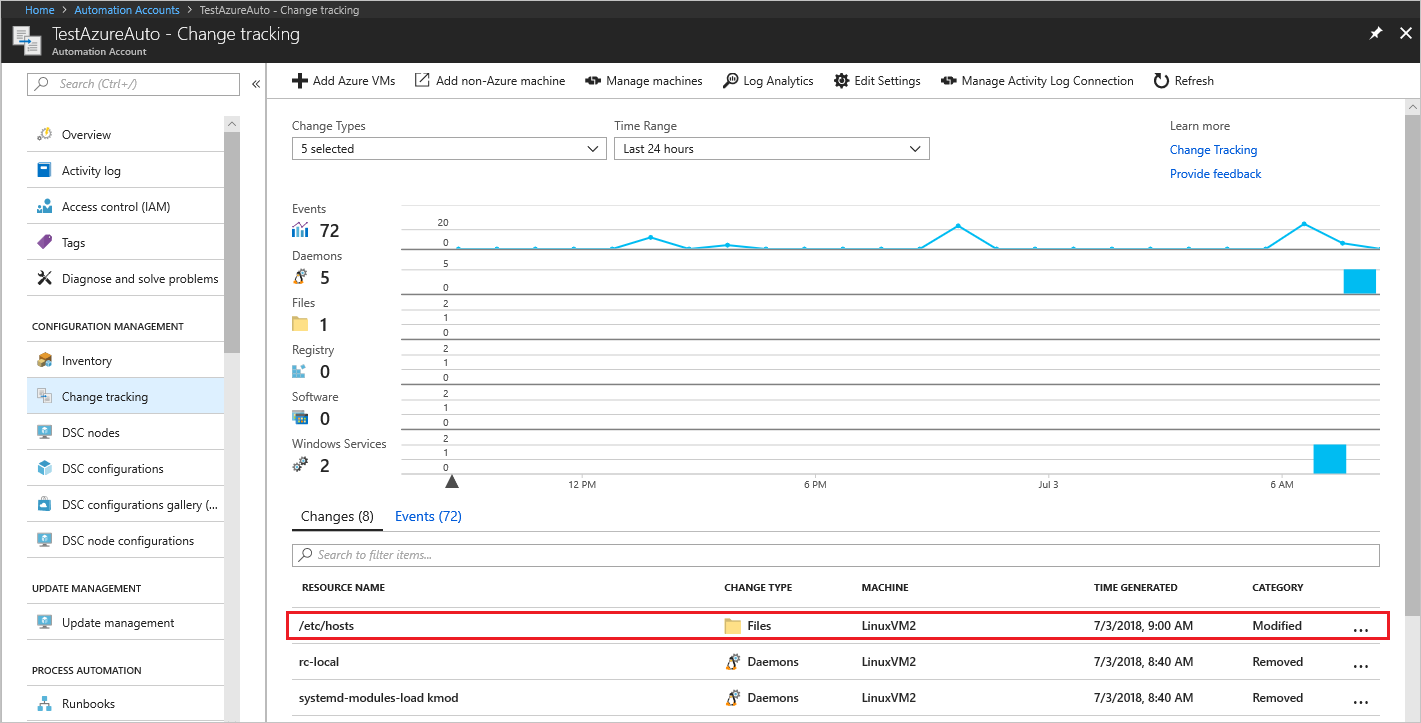 Home > Automation Accounts > TestAzureAuto - Change tracking
TestAzureAuto - Change tracking
Automation Account
Search (Ctrl+/)
Overview
Activity log
Access control (IAM)
Tags
Diagnose and solve problems
CONFIGURATION MANAGEMENT
Inventory
Change tracking
DSC nodes
DSC configurations
DSC configurations gallery (...
DSC node configurations
UPDATE MANAGEMENT
Update management
PROCESS AUTOMATION
Runbooks
Add Azure VMs Add non-Azure machine Manage machines Log Analytics Edit Settings Manage Activity Log Connection Refresh
Change Types Time Range
5 selected Last 24 hours
Learn more
Change Tracking
Provide feedback
Events
72
20
0
Daemons
5
5
0
Files
1
2
1
0
Registry
0
2
1
0
Software
0
2
1
0
Windows Services
2
2
1
0
12 PM 6 PM Jul 3 6 AM
Changes (8) Events (72)
Search to filter items...
RESOURCE NAME CHANGE TYPE MACHINE TIME GENERATED CATEGORY
/etc/hosts Files LinuxVM2 7/3/2018, 9:00 AM Modified ...
rc-local Daemons LinuxVM2 7/3/2018, 8:40 AM Removed ...
systemd-modules-load kmod Daemons LinuxVM2 7/3/2018, 8:40 AM Removed ...